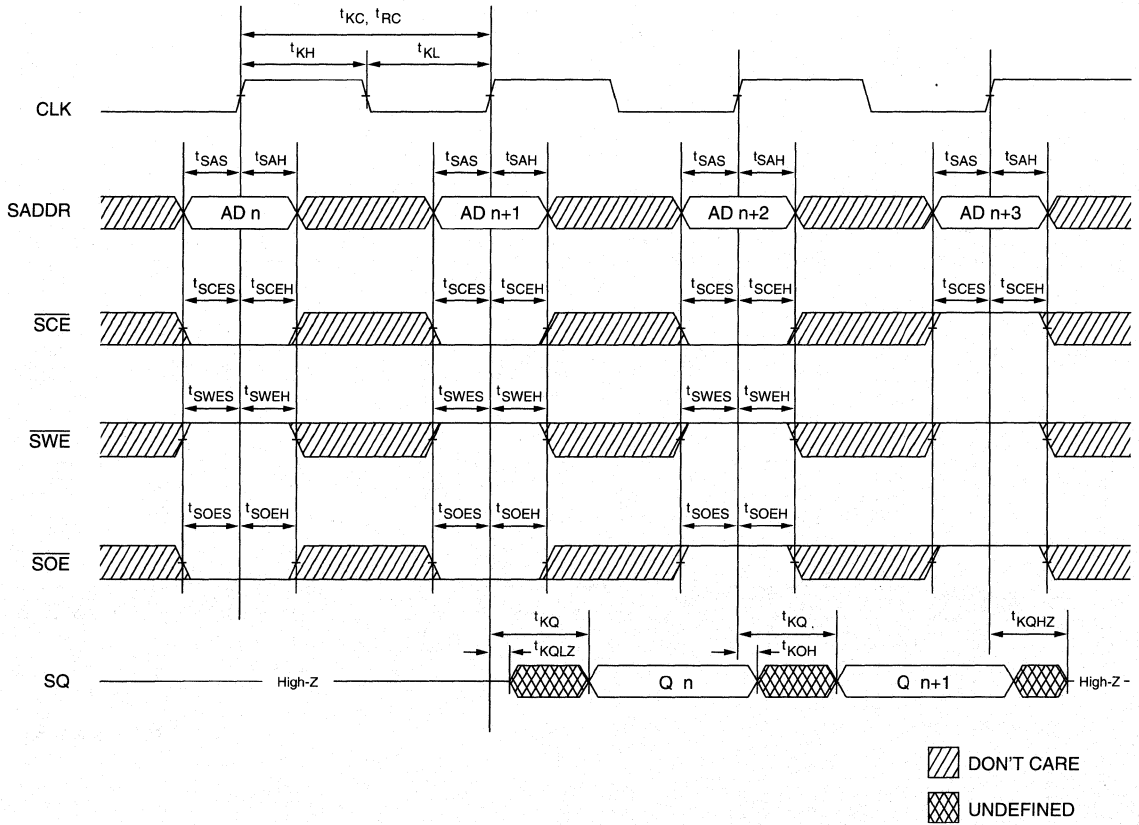 tKC, tRC
tKH tKL
CLK
tSAS tSAH tSAS tSAH tSAS tSAH tSAS tSAH
SADDR AD n AD n+1 AD n+2 AD n+3
tSCES tSCEH tSCES tSCEH tSCES tSCEH tSCES tSCEH
SCE
tSWES tSWEH tSWES tSWEH tSWES tSWEH
SWE
tSOES tSOEH tSOES tSOEH tSOES tSOEH
SOE
tKQ tKQ tKQHZ
tKQLZ tKOH
SQ High-Z Q n Q n+1 High-Z
DON'T CARE
UNDEFINED